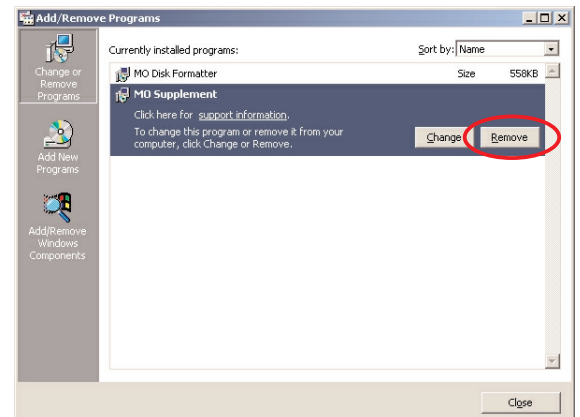 Add/Remove Programs
Change or
Remove
Programs
Add New
Programs
Add/Remove
Windows
Components
Currently installed programs:
Sort by: Name
MO Disk Formatter Size 558KB
MO Supplement
Click here for support information.
To change this program or remove it from your
computer, click Change or Remove.
Change Remove
Close